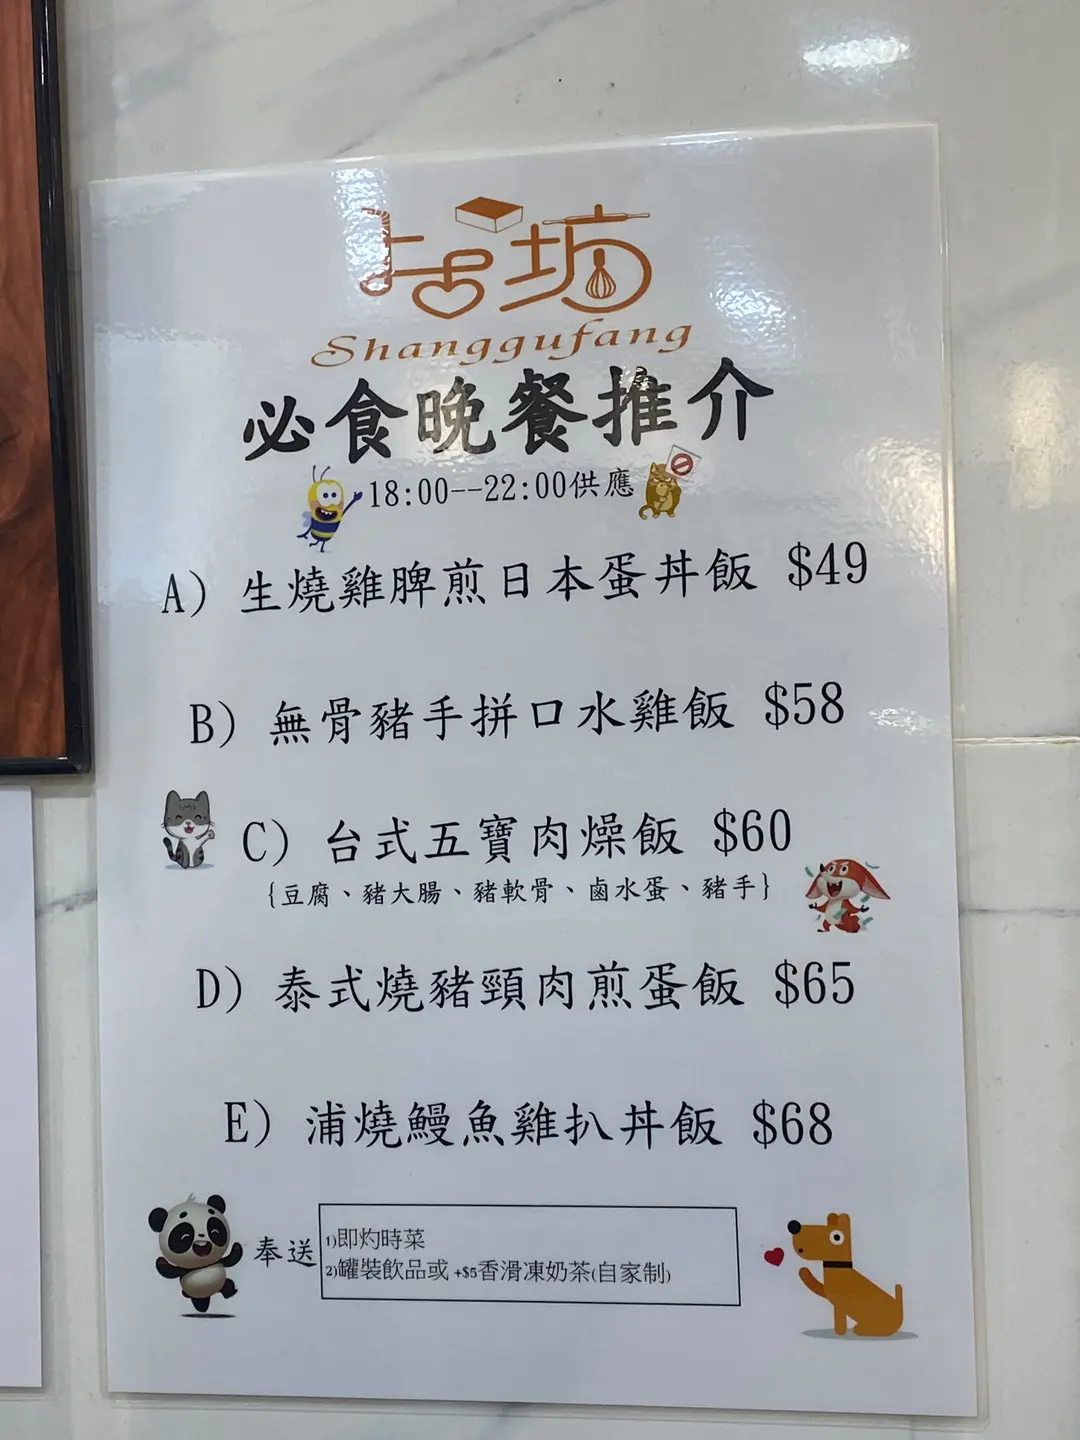 上古坊
Shanggufang
必食晚餐推介
18:00--22:00供應
A) 生燒雞脾煎日本蛋丼飯 $49
B) 無骨豬手拼口水雞飯 $58
C) 台式五寶肉燥飯 $60
{豆腐、豬大腸、豬軟骨、鹵水蛋、豬手}
D) 泰式燒豬頸肉煎蛋飯 $65
E) 浦燒鰻魚雞扒丼飯 $68
奉送
1)即灼時菜
2)罐裝飲品或 +$5香滑凍奶茶(自家制)